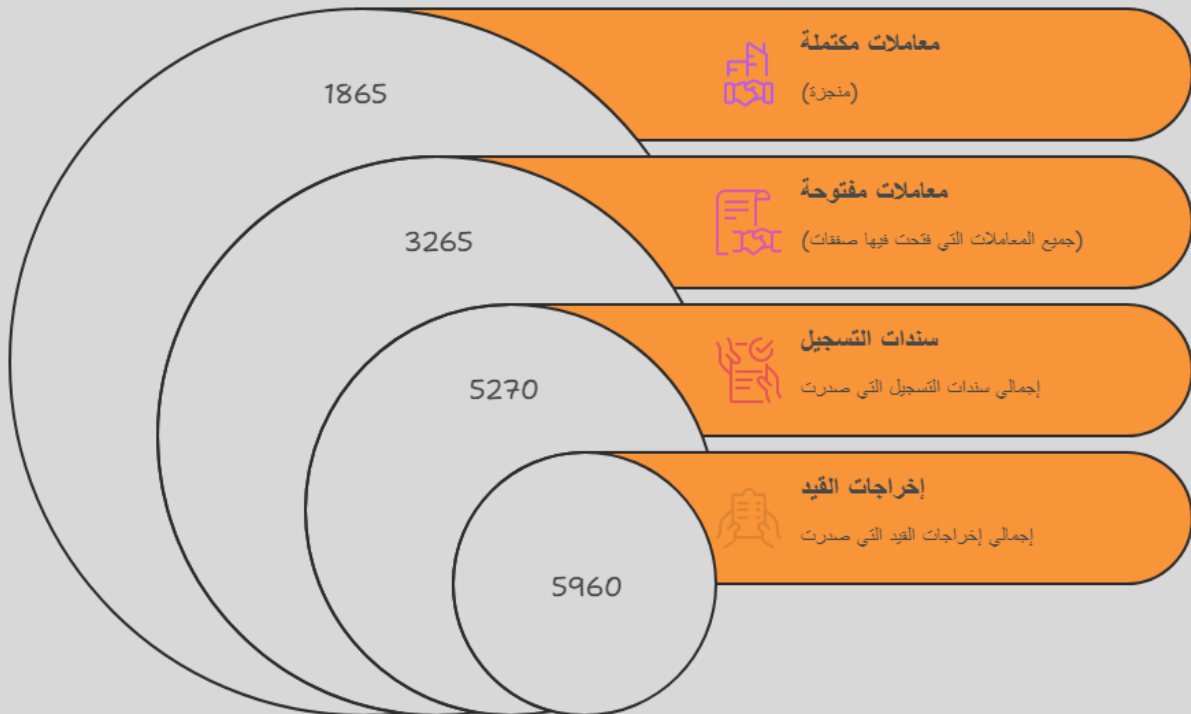 1865
معاملات مكتملة
(منجزة)
3265
معاملات مفتوحة
(جميع المعاملات التي فتحت فيها صفقات)
5270
سندات التسجيل
إجمالي سندات التسجيل التي صدرت
5960
إخراجات القيد
إجمالي إخراجات القيد التي صدرت